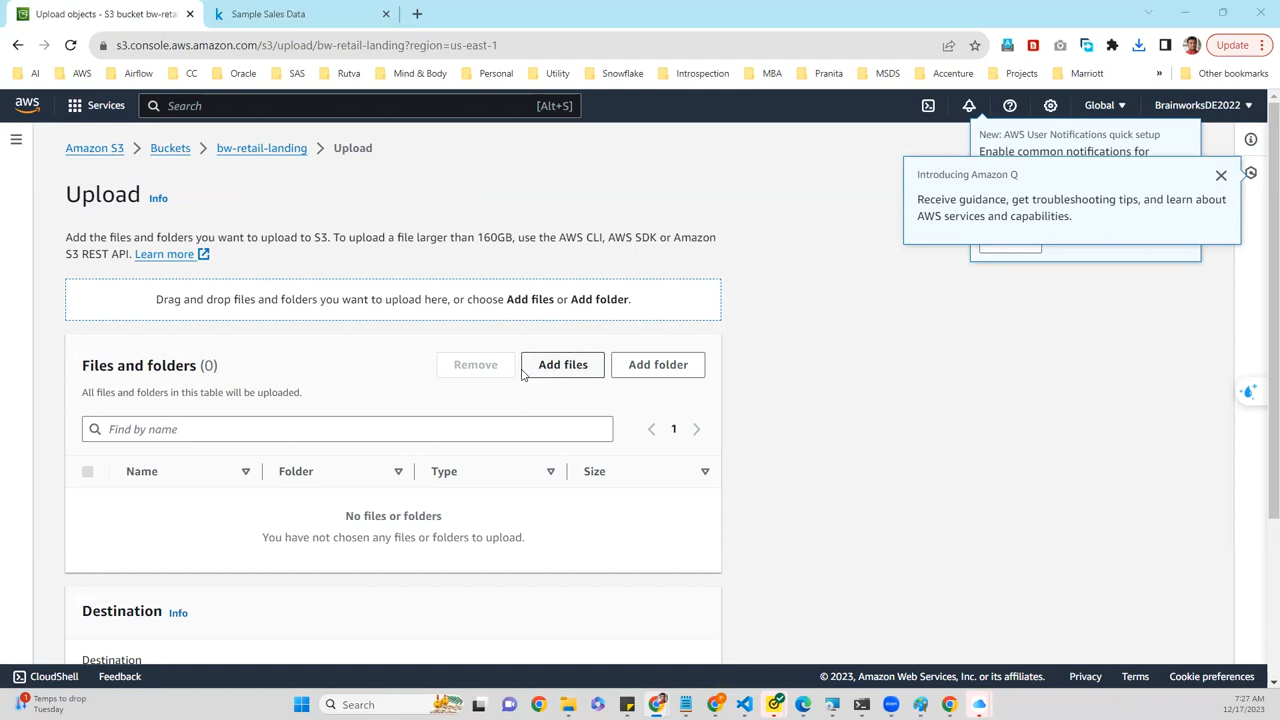 Upload objects - S3 bucket bw-reta
Sample Sales Data
s3.console.aws.amazon.com/s3/upload/bw-retail-landing?region=us-east-1
Update
AI
AWS
Airflow
CC
Oracle
SAS
Rutva
Mind & Body
Personal
Utility
Snowflake
Introspection
MBA
Pranita
MSDS
Accenture
Projects
Marriott
»
Other bookmarks
aws
Services
Search [Alt+S]
Global
BrainworksDE2022
New: AWS User Notifications quick setup
Enable common notifications for
Amazon S3
Buckets
bw-retail-landing
Upload
Introducing Amazon Q
Receive guidance, get troubleshooting tips, and learn about
AWS services and capabilities.
Upload Info
Add the files and folders you want to upload to S3. To upload a file larger than 160GB, use the AWS CLI, AWS SDK or Amazon
S3 REST API. Learn more
Drag and drop files and folders you want to upload here, or choose Add files or Add folder.
Files and folders (0)
Remove
Add files
Add folder
All files and folders in this table will be uploaded.
Find by name
1
Name
Folder
Type
Size
No files or folders
You have not chosen any files or folders to upload.
Destination Info
Destination
CloudShell
Feedback
© 2023, Amazon Web Services, Inc. or its affiliates.
Privacy
Terms
Cookie preferences
1
Temps to drop
Tuesday
Search
7:27 AM
12/17/2023